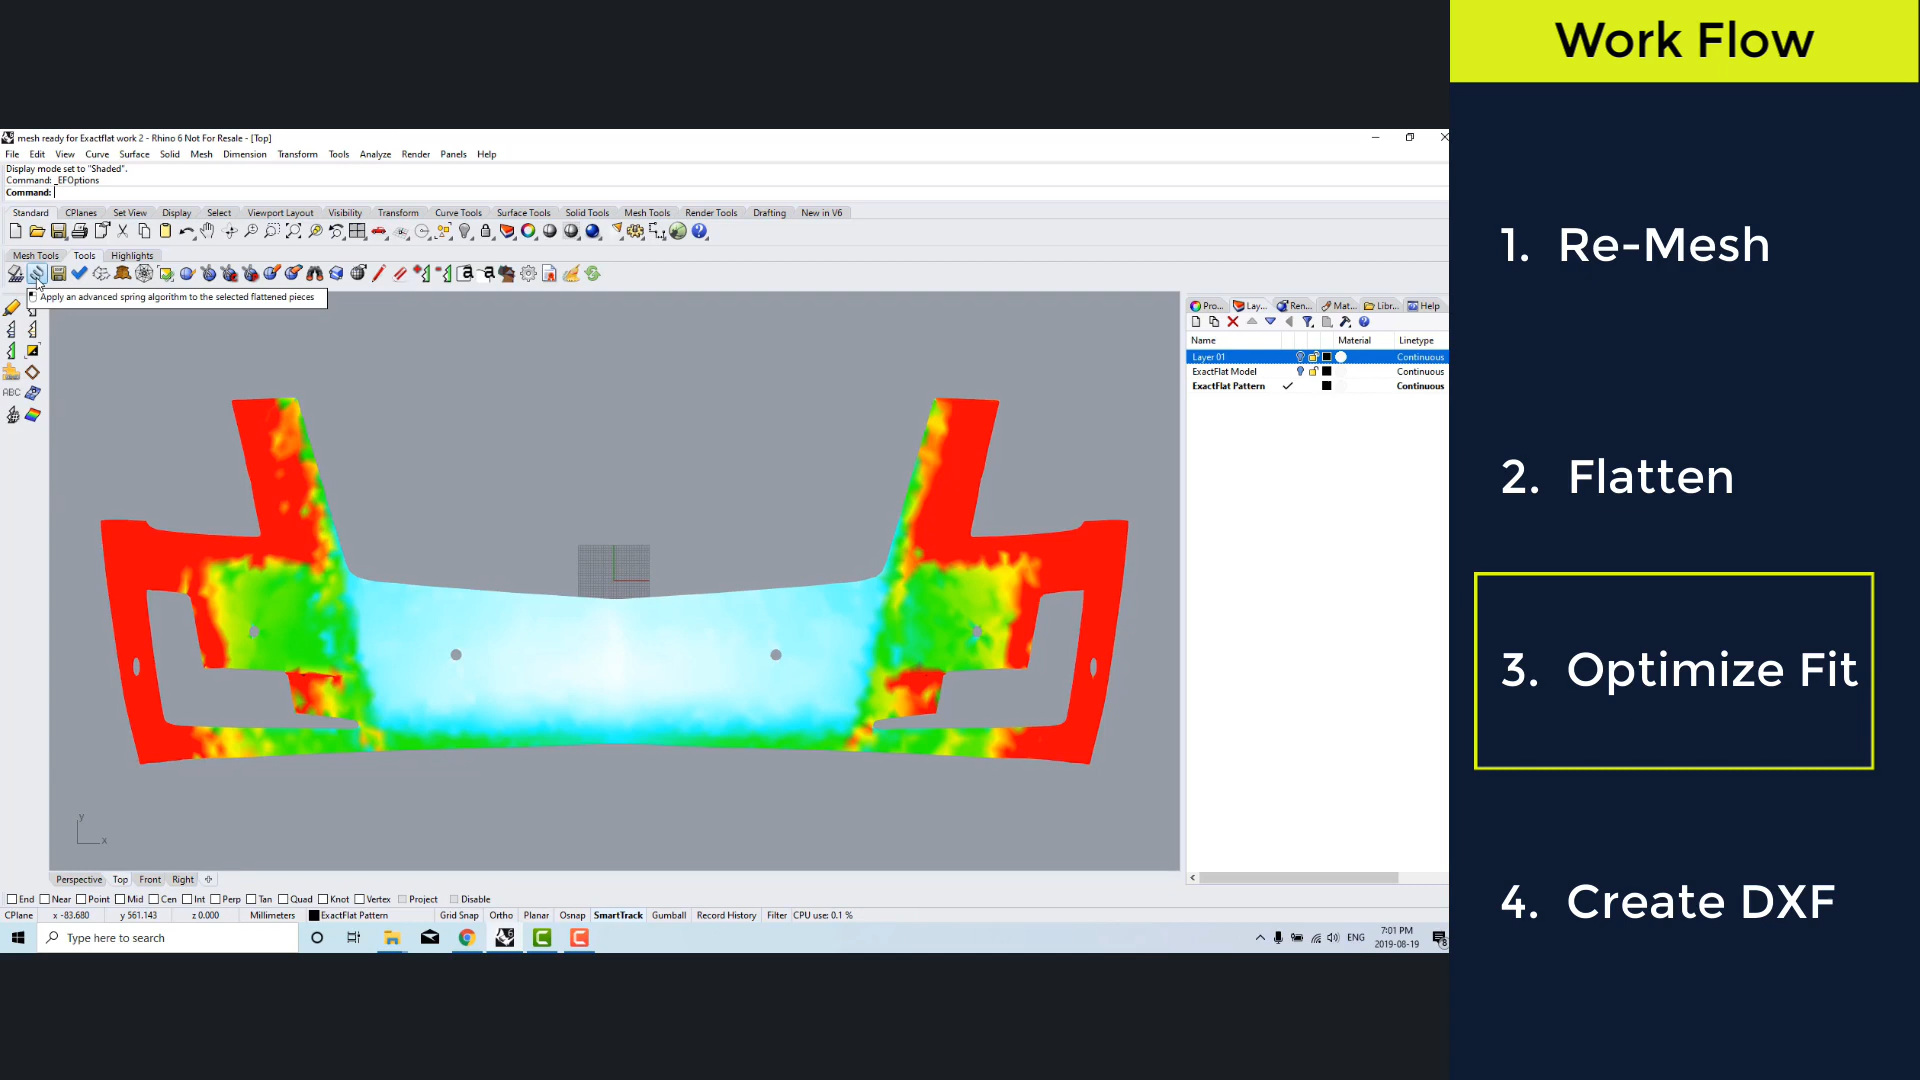 Work Flow
mesh ready for Exactflat work 2 - Rhino 6 Not For Resale - [Top]
File Edit View Curve Surface Solid Mesh Dimension Transform Tools Analyze Render Panels Help
Display mode set to "Shaded".
Command: _EFOptions
Command:
Standard CPlanes Set View Display Select Viewport Layout Visibility Transform Curve Tools Surface Tools Solid Tools Mesh Tools Render Tools Drafting New in V6
Mesh Tools Tools Highlights
Apply an advanced spring algorithm to the selected flattened pieces
ABC
Pro... Lay... Ren... Mat... Libr... Help
Name Material Linetype
Layer 01 Continuous
ExactFlat Model Continuous
ExactFlat Pattern Continuous
y
x
Perspective Top Front Right
End Near Point Mid Cen Int Perp Tan Quad Knot Vertex Project Disable
CPlane x -83.680 y 561.143 z 0.000 Millimeters ExactFlat Pattern Grid Snap Ortho Planar Osnap SmartTrack Gumball Record History Filter CPU use: 0.1 %
Type here to search
ENG
7:01 PM
2019-08-19
1. Re-Mesh
2. Flatten
3. Optimize Fit
4. Create DXF